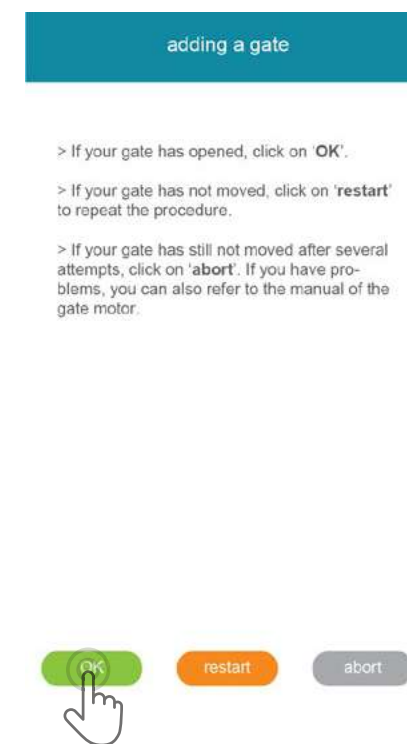 adding a gate
> If your gate has opened, click on 'OK'.
> If your gate has not moved, click on 'restart'
to repeat the procedure.
> If your gate has still not moved after several
attempts, click on 'abort'. If you have pro-
blems, you can also refer to the manual of the
gate motor.
OK restart abort